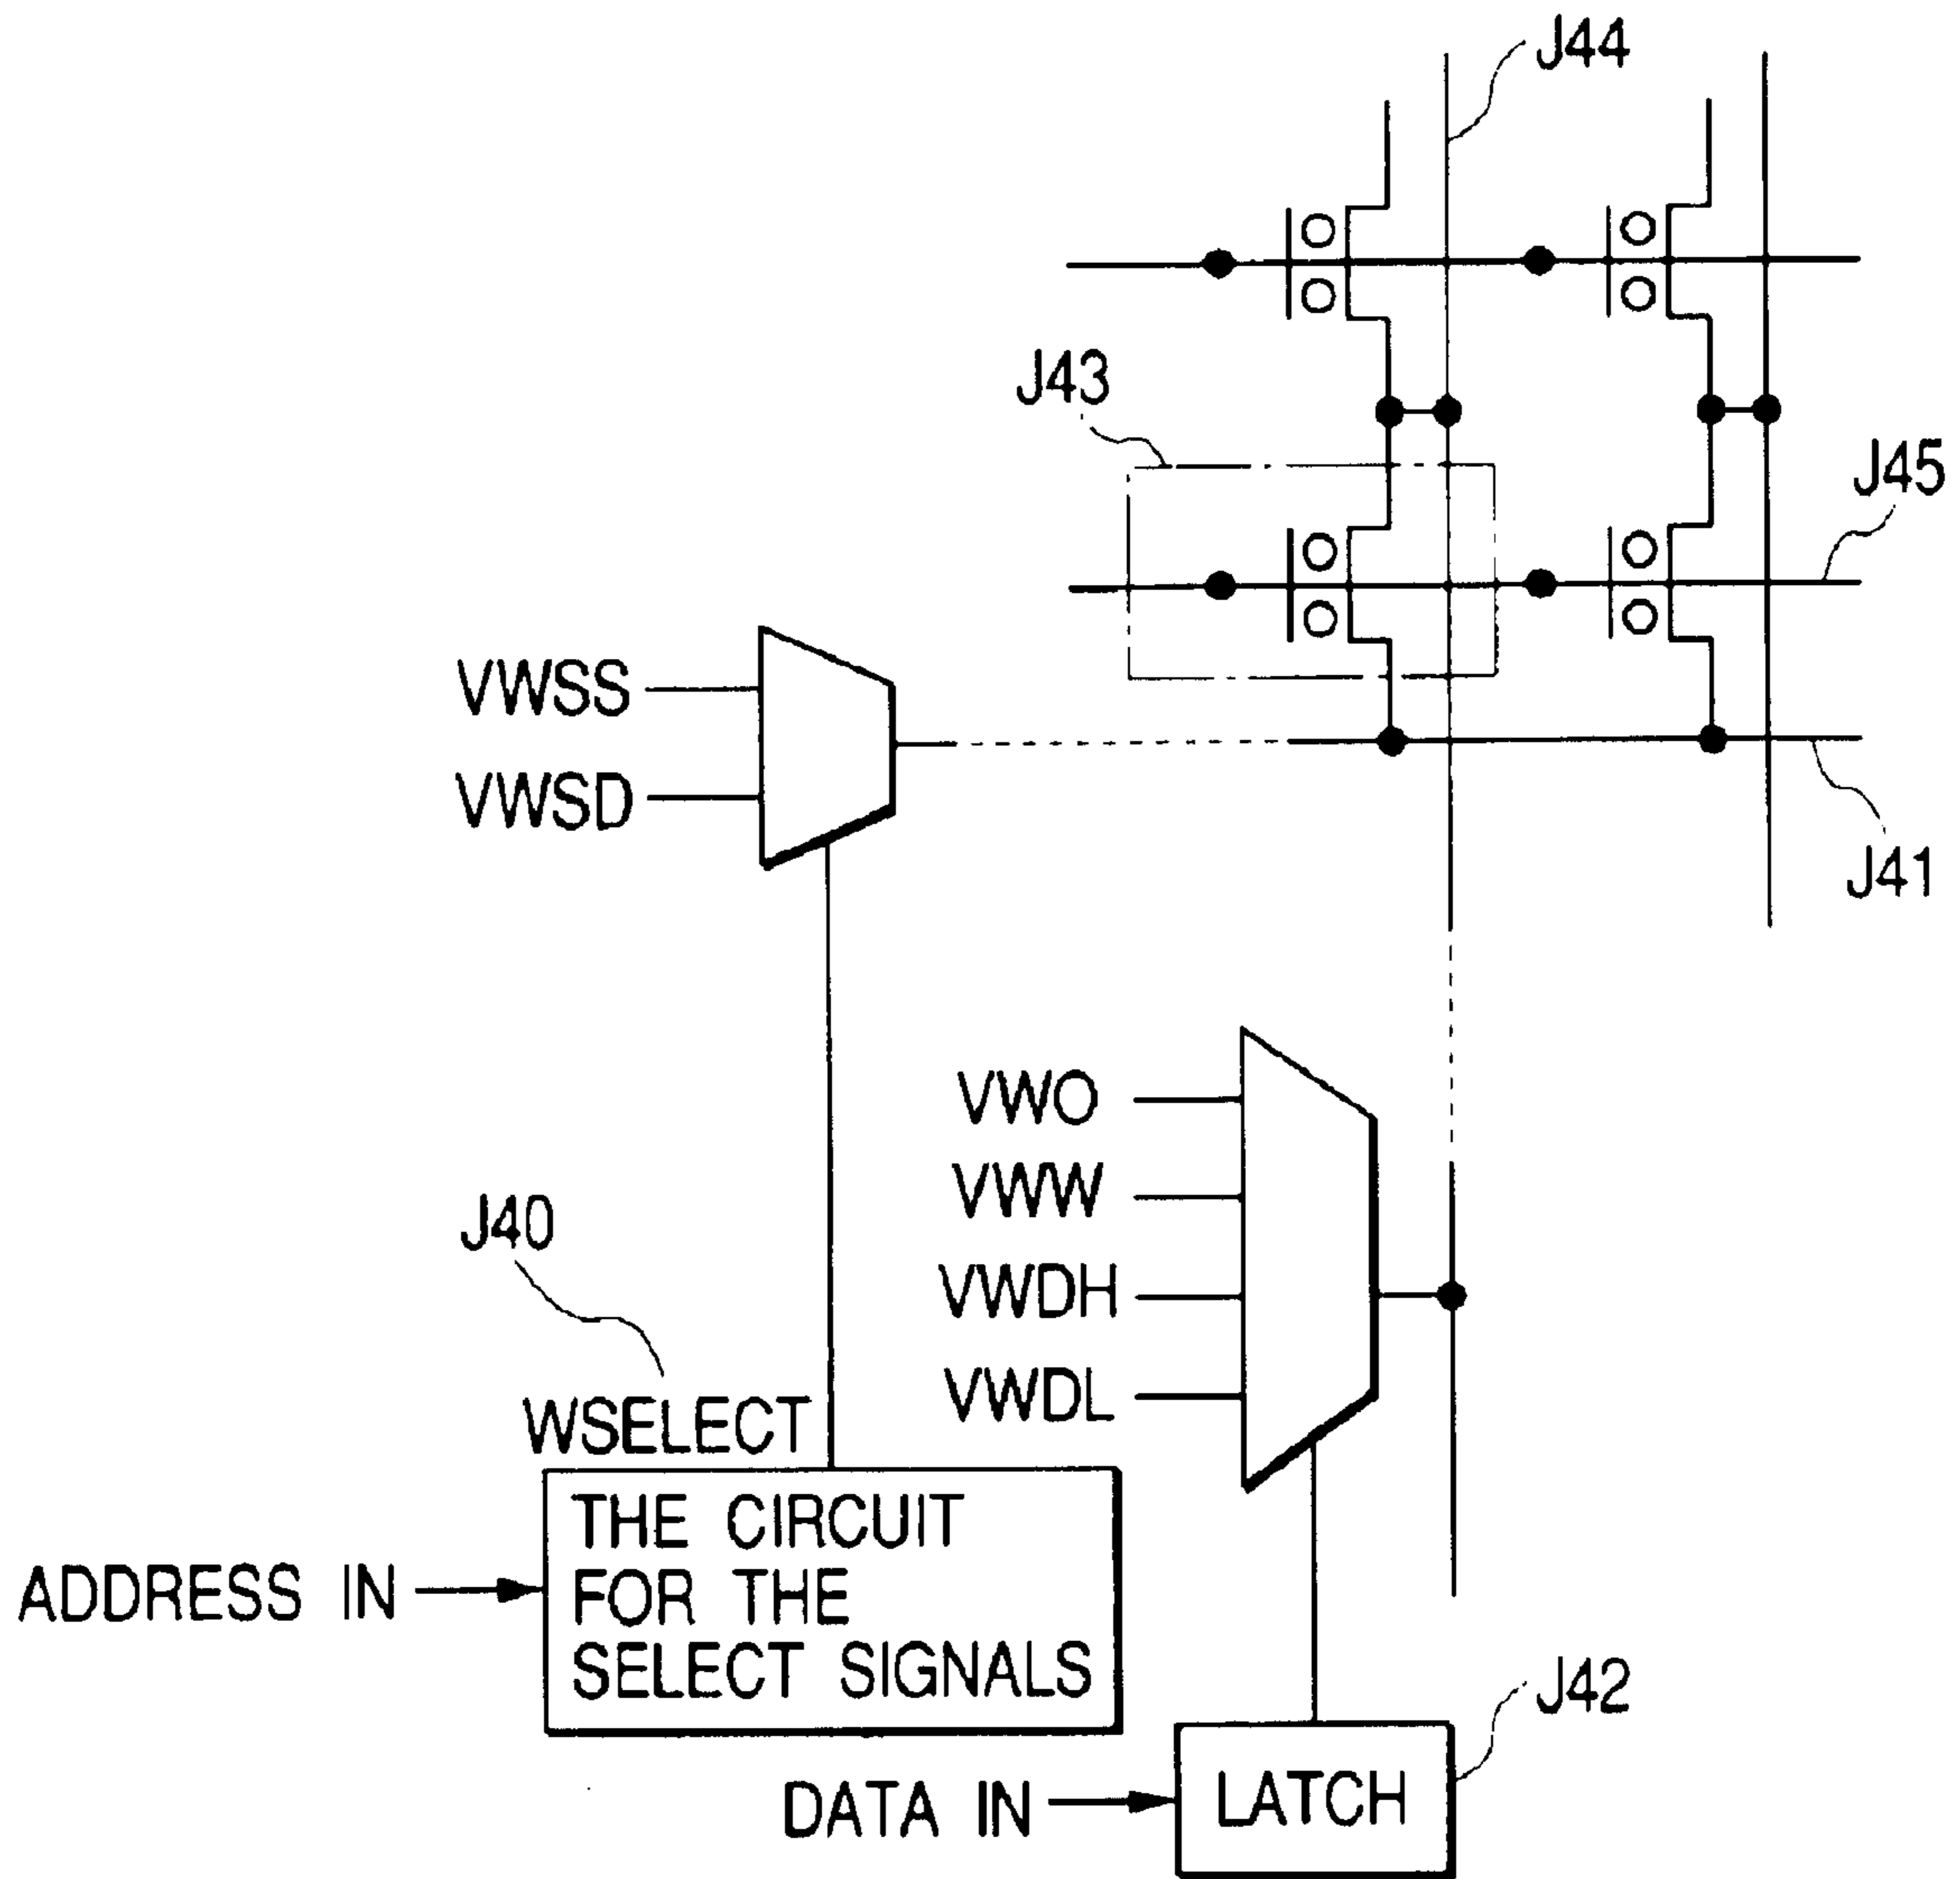 J44
J43
J45
VWSS
VWSD
J41
VWO
VWW
J40
VWDH
VWDL
WSELECT
THE CIRCUIT
FOR THE
SELECT SIGNALS
ADDRESS IN
J42
DATA IN
LATCH